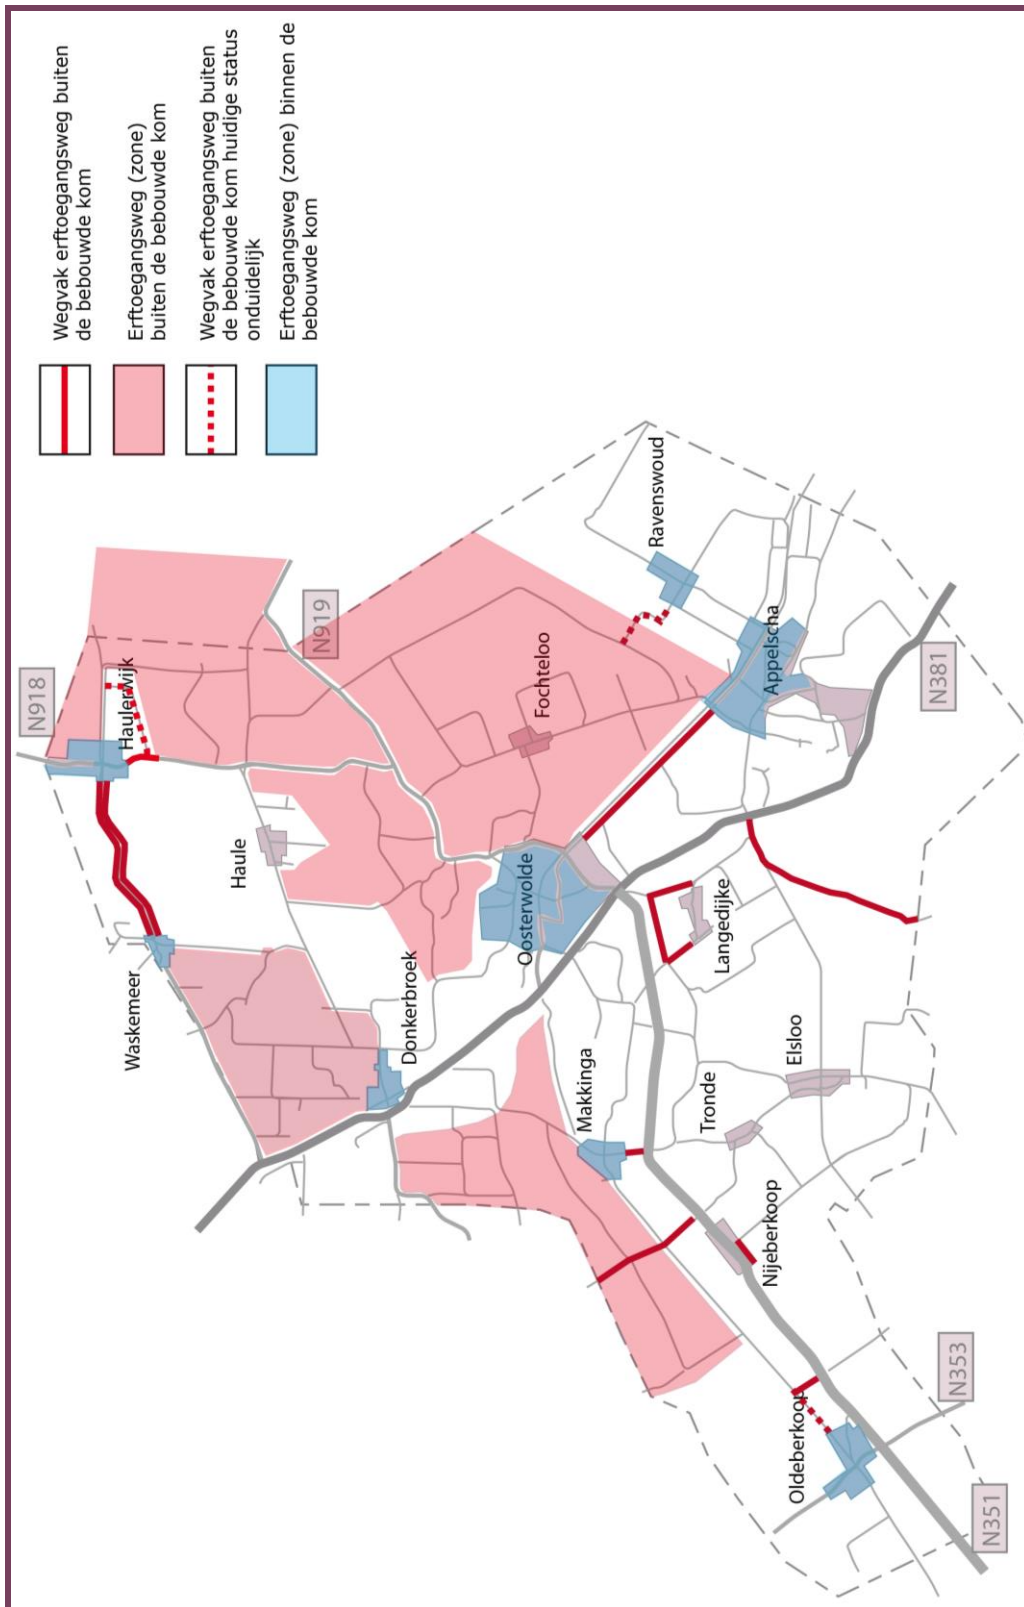 Wegvak erftoegangsweg buiten
de bebouwde kom
Erftoegangsweg (zone)
buiten de bebouwde kom
Wegvak erftoegangsweg buiten
de bebouwde kom huidige status
onduidelijk
Erftoegangsweg (zone) binnen de
bebouwde kom
N918
Haulerwijk
N919
Waskemeer
Haule
Fochteloo
Ravenswoud
Donkerbroek
Oosterwolde
Appelscha
Makkinga
Langedijke
N381
Tronde
Elsloo
Nijeberkoop
Oldeberkoop
N353
N351